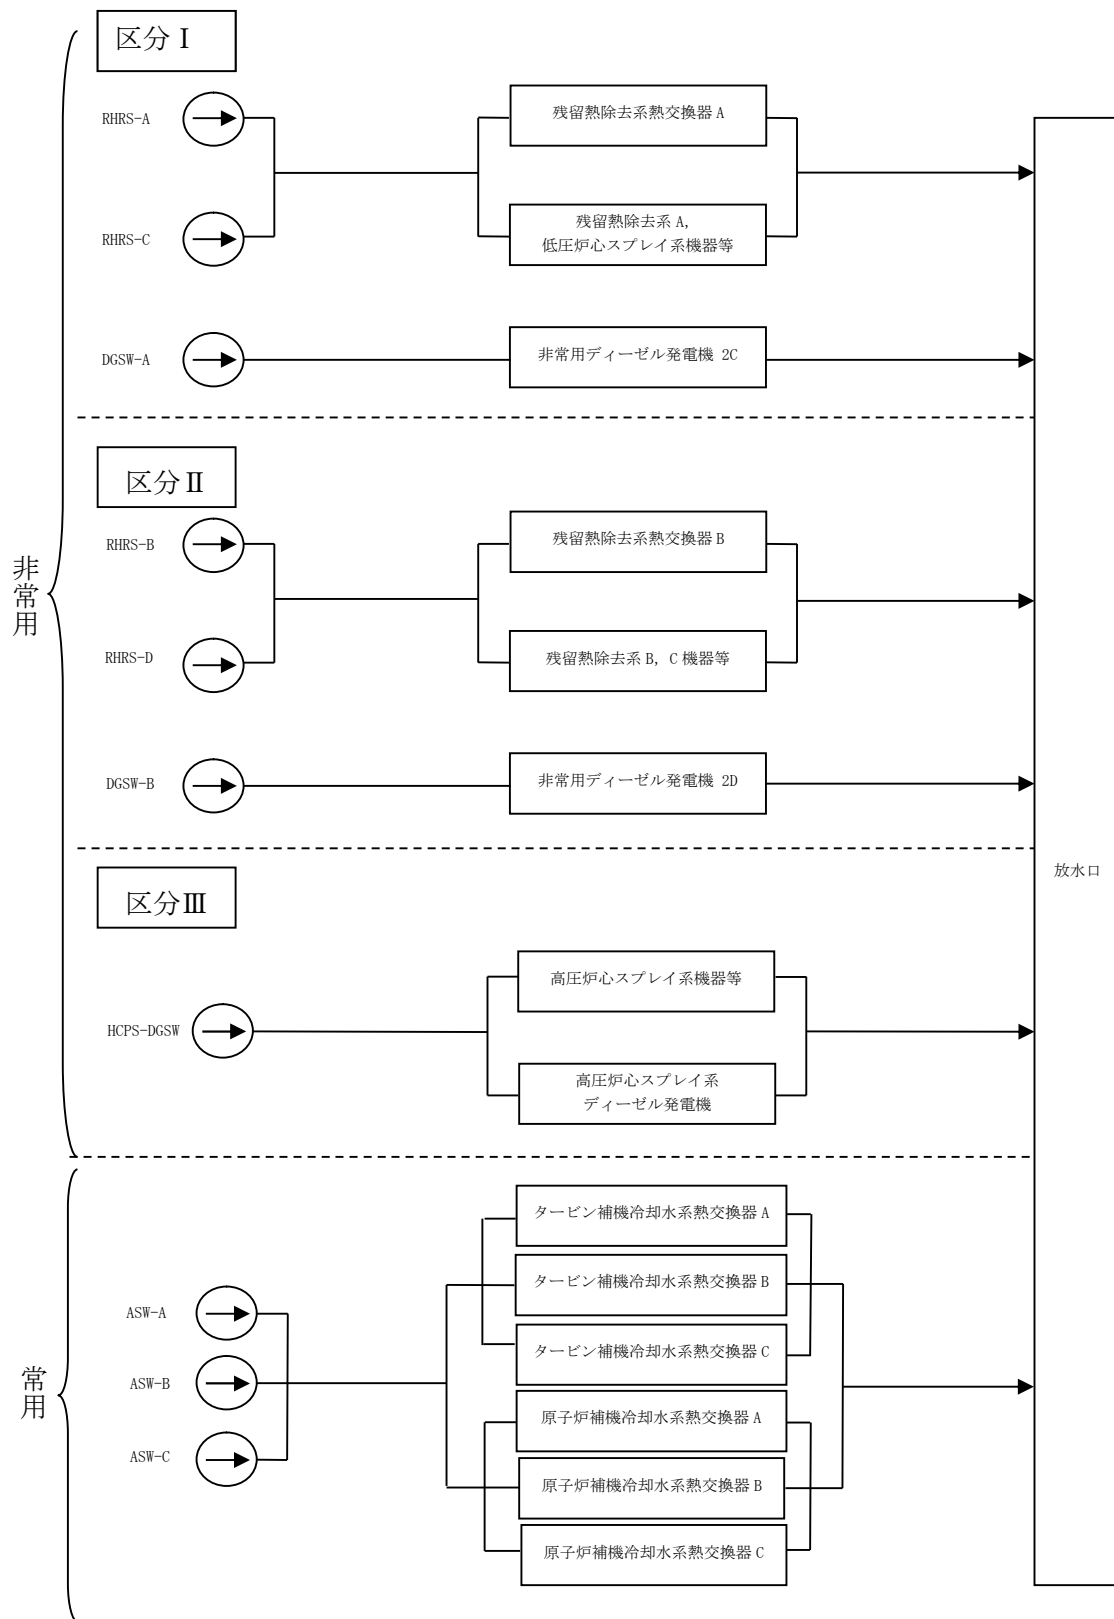 区分Ⅰ
RHRS-A
残留熱除去系熱交換器 A
RHRS-C
残留熱除去系 A,
低圧炉心スプレイ系機器等
DGSW-A
非常用ディーゼル発電機 2C
区分Ⅱ
RHRS-B
残留熱除去系熱交換器 B
非常用
RHRS-D
残留熱除去系 B, C 機器等
DGSW-B
非常用ディーゼル発電機 2D
放水口
区分Ⅲ
高圧炉心スプレイ系機器等
HCPS-DGSW
高圧炉心スプレイ系
ディーゼル発電機
タービン補機冷却水系熱交換器 A
タービン補機冷却水系熱交換器 B
ASW-A
タービン補機冷却水系熱交換器 C
ASW-B
常用
原子炉補機冷却水系熱交換器 A
ASW-C
原子炉補機冷却水系熱交換器 B
原子炉補機冷却水系熱交換器 C